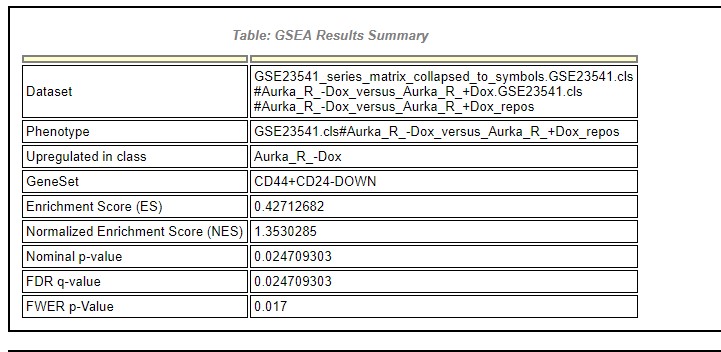 Table: GSEA Results Summary
Dataset GSE23541_series_matrix_collapsed_to_symbols.GSE23541.cls
#Aurka_R_-Dox_versus_Aurka_R_+Dox.GSE23541.cls
#Aurka_R_-Dox_versus_Aurka_R_+Dox_repos
Phenotype GSE23541.cls#Aurka_R_-Dox_versus_Aurka_R_+Dox_repos
Upregulated in class Aurka_R_-Dox
GeneSet CD44+CD24-DOWN
Enrichment Score (ES) 0.42712682
Normalized Enrichment Score (NES) 1.3530285
Nominal p-value 0.024709303
FDR q-value 0.024709303
FWER p-Value 0.017